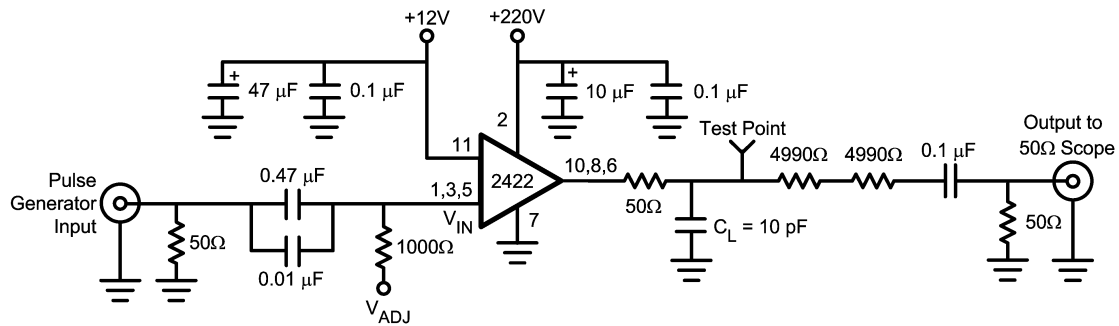 +12V
+220V
+
47 μF
0.1 μF
+
10 μF
0.1 μF
2
11
2422
10,8,6
1,3,5
V_IN
7
Test Point
50Ω
4990Ω
4990Ω
0.1 μF
Output to
50Ω Scope
Pulse
Generator
Input
0.47 μF
0.01 μF
50Ω
1000Ω
V_ADJ
C_L = 10 pF
50Ω